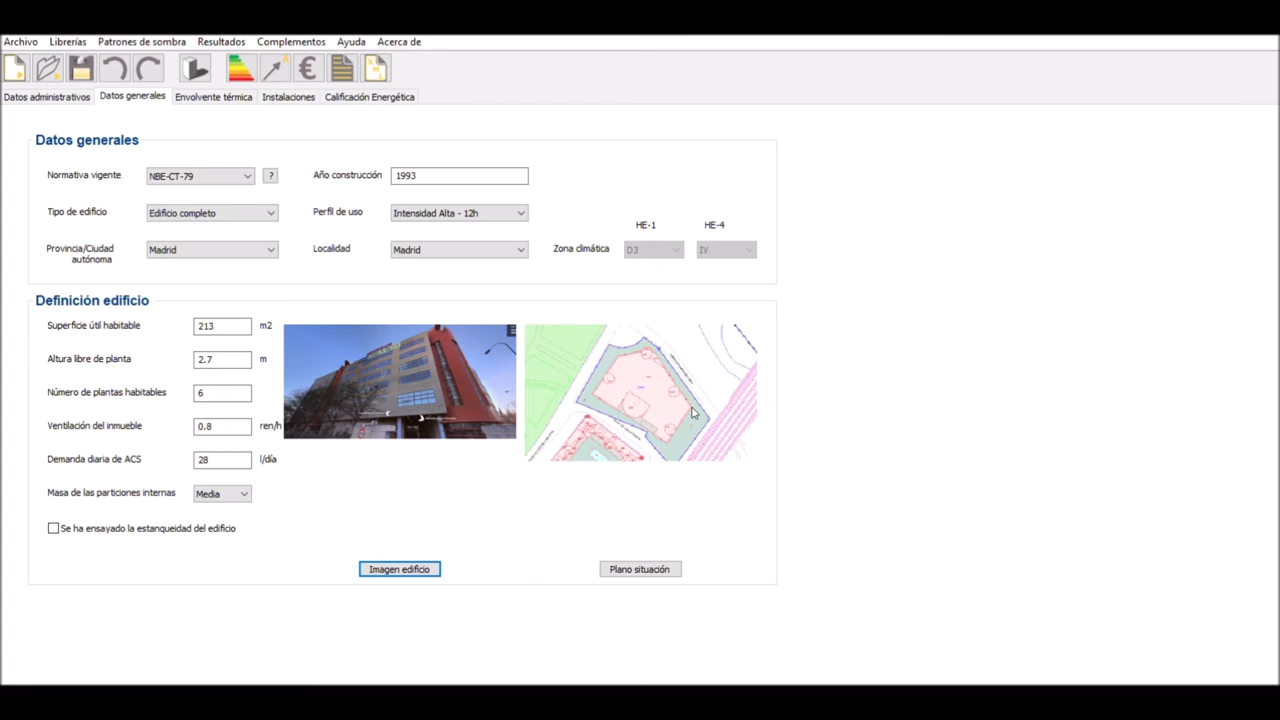 Archivo Librerías Patrones de sombra Resultados Complementos Ayuda Acerca de
Datos administrativos Datos generales Envolvente térmica Instalaciones Calificación Energética
Datos generales
Normativa vigente NBE-CT-79 ? Año construcción 1993
Tipo de edificio Edificio completo Perfil de uso Intensidad Alta - 12h
HE-1 HE-4
Provincia/Ciudad autónoma Madrid Localidad Madrid Zona climática D3 IV
Definición edificio
Superficie útil habitable 213 m2
Altura libre de planta 2.7 m
Número de plantas habitables 6
Ventilación del inmueble 0.8 ren/h
Demanda diaria de ACS 28 l/día
Masa de las particiones internas Media
Se ha ensayado la estanqueidad del edificio
Imagen edificio Plano situación